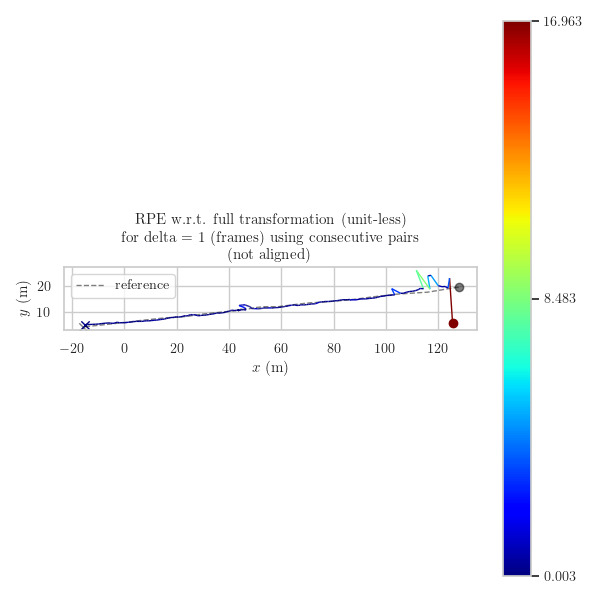 RPE w.r.t. full transformation (unit-less)
for delta = 1 (frames) using consecutive pairs
(not aligned)
reference
y (m)
20
10
−20
0
20
40
60
80
100
120
x (m)
16.963
8.483
0.003